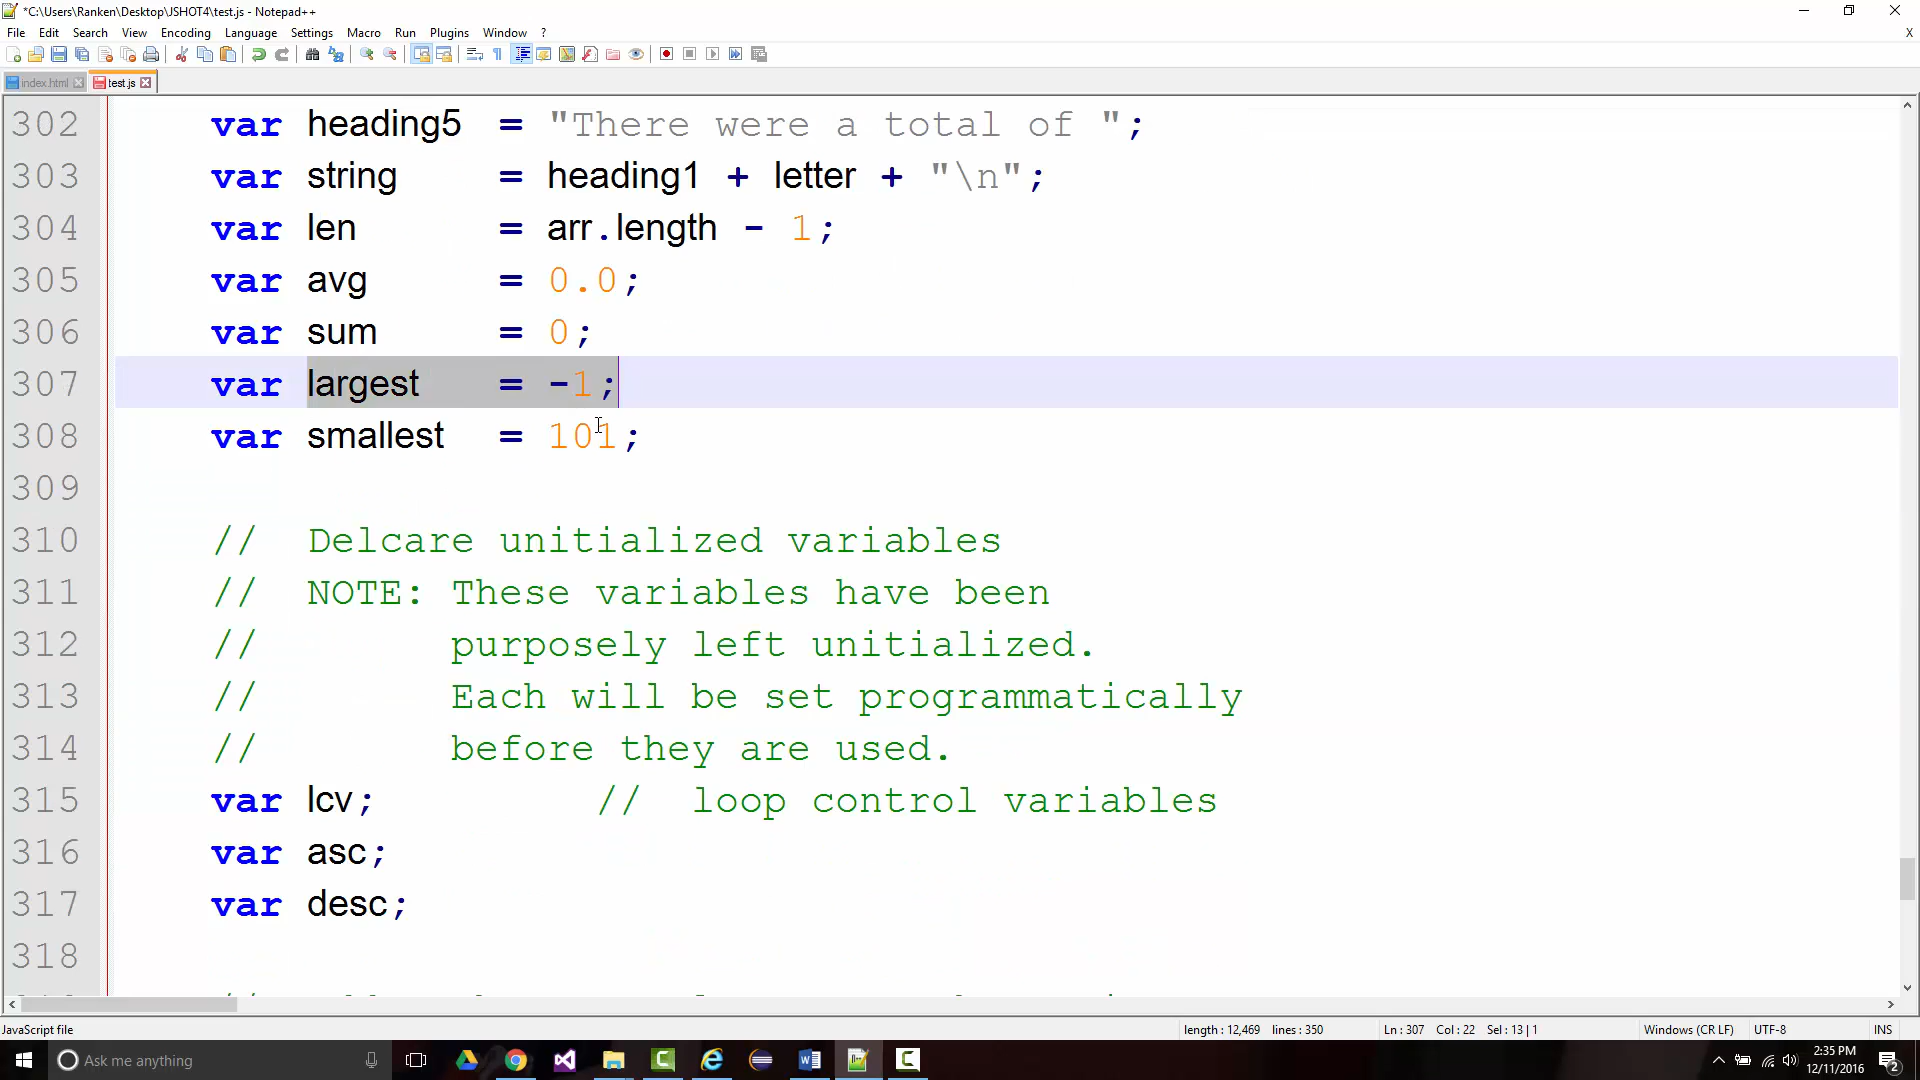 *C:\Users\Ranken\Desktop\JSHOT4\test.js - Notepad++
File Edit Search View Encoding Language Settings Macro Run Plugins Window ? X
index.html test.js
302 var heading5 = "There were a total of ";
303 var string = heading1 + letter + "\n";
304 var len = arr.length - 1;
305 var avg = 0.0;
306 var sum = 0;
307 var largest = -1;
308 var smallest = 101;
309
310 // Delcare unitialized variables
311 // NOTE: These variables have been
312 // purposely left unitialized.
313 // Each will be set programmatically
314 // before they are used.
315 var lcv; // loop control variables
316 var asc;
317 var desc;
318
JavaScript file length : 12,469 lines : 350 Ln : 307 Col : 22 Sel : 13 | 1 Windows (CR LF) UTF-8 INS
Ask me anything
2:35 PM
12/11/2016
2